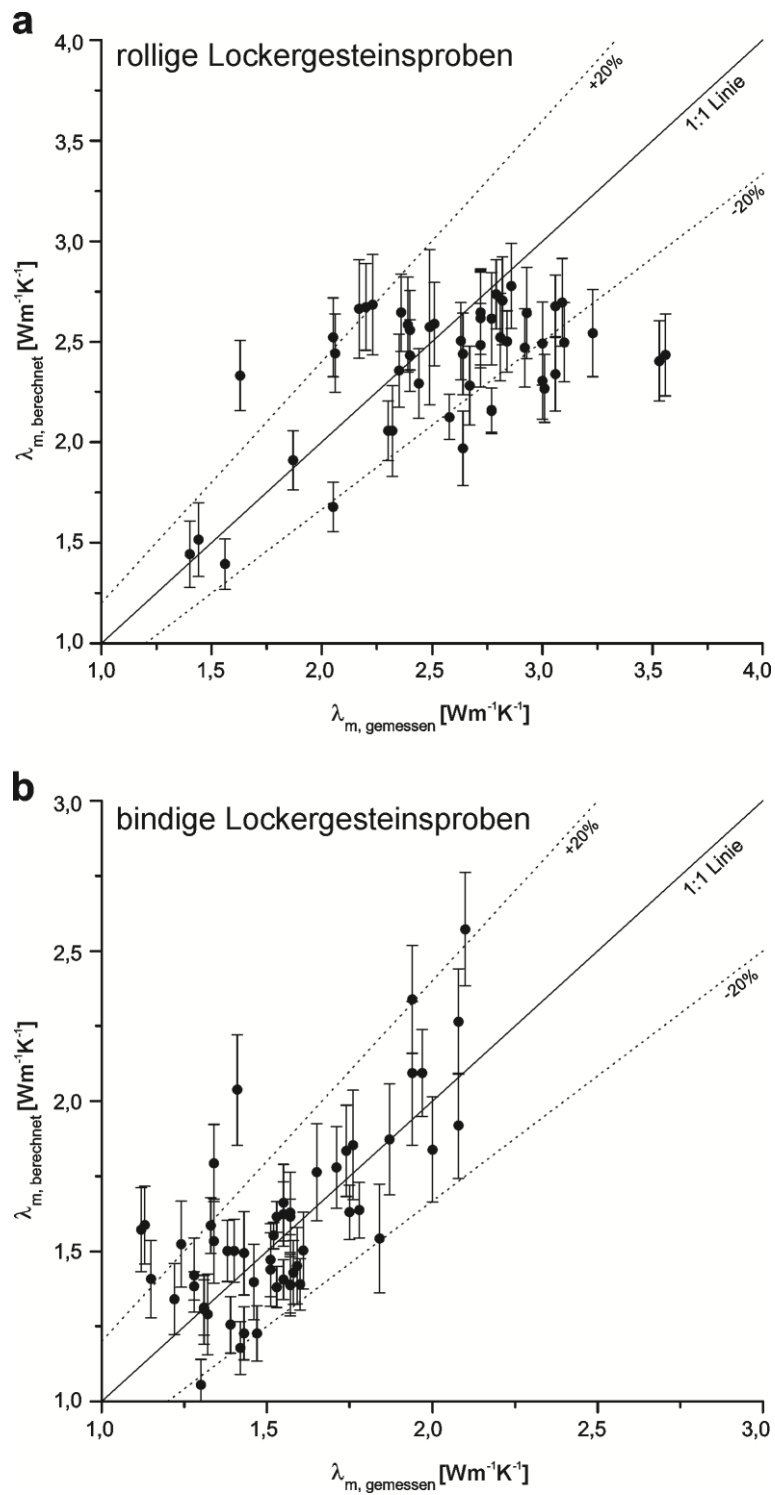 a
rollige Lockergesteinsproben
+20%
1:1 Linie
-20%
4,0
3,5
3,0
2,5
2,0
1,5
1,0
λm, berechnet [Wm⁻¹K⁻¹]
1,0 1,5 2,0 2,5 3,0 3,5 4,0
λm, gemessen [Wm⁻¹K⁻¹]
b
bindige Lockergesteinsproben
+20%
1:1 Linie
-20%
3,0
2,5
2,0
1,5
1,0
λm, berechnet [Wm⁻¹K⁻¹]
1,0 1,5 2,0 2,5 3,0
λm, gemessen [Wm⁻¹K⁻¹]